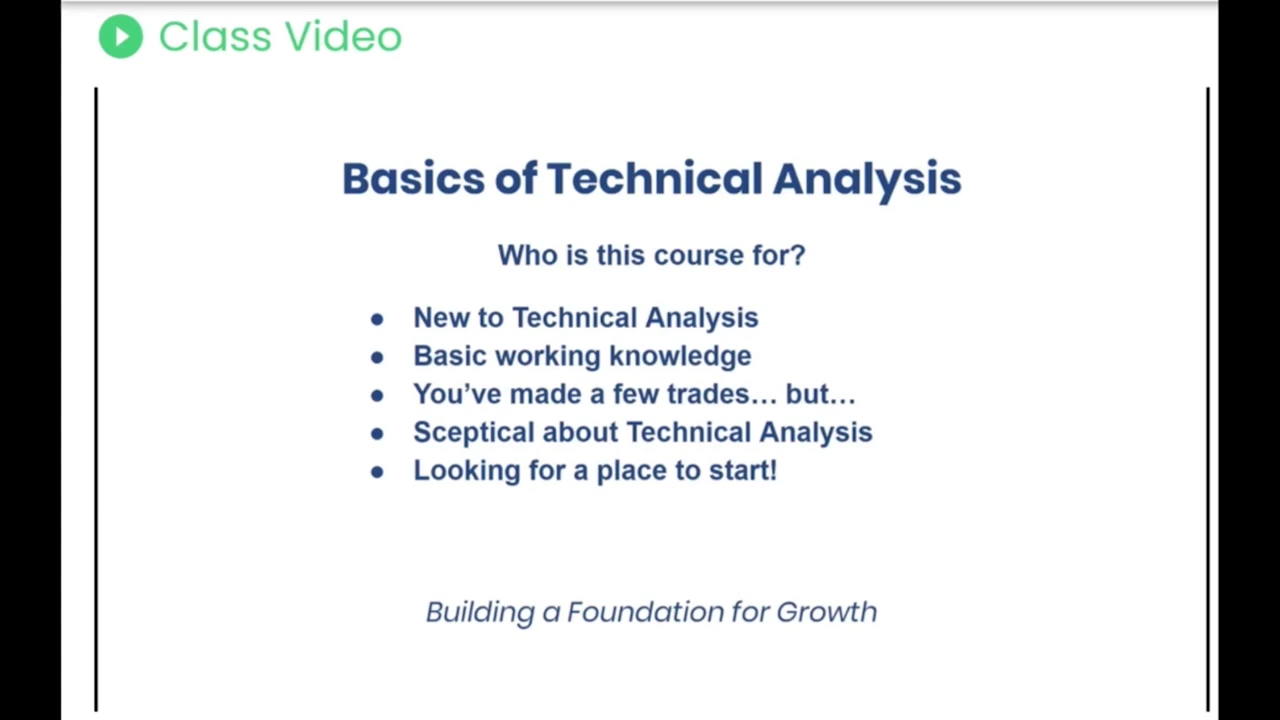 Class Video
Basics of Technical Analysis
Who is this course for?
● New to Technical Analysis
● Basic working knowledge
● You’ve made a few trades… but…
● Sceptical about Technical Analysis
● Looking for a place to start!
Building a Foundation for Growth